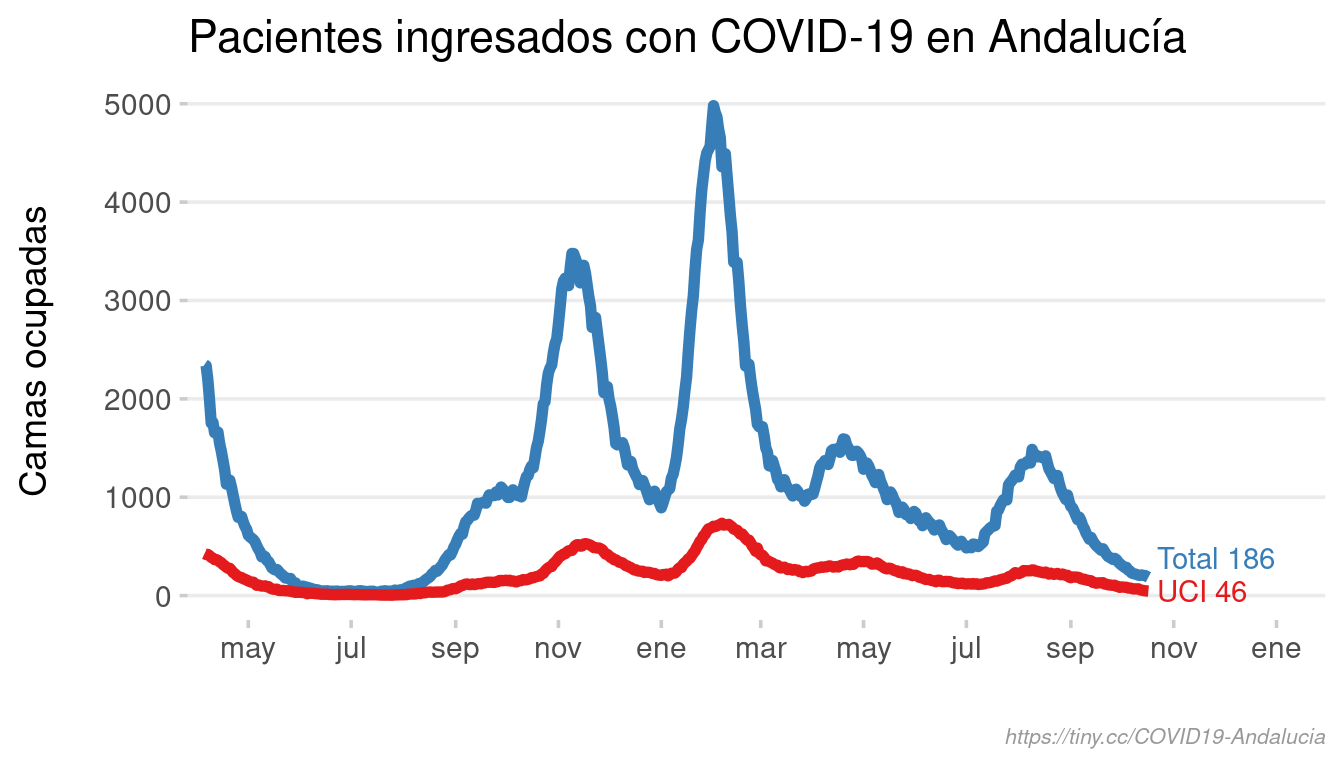 Pacientes ingresados con COVID-19 en Andalucía
Camas ocupadas
5000
4000
3000
2000
1000
0
Total 186
UCI 46
may jul sep nov ene mar may jul sep nov ene
https://tiny.cc/COVID19-Andalucia